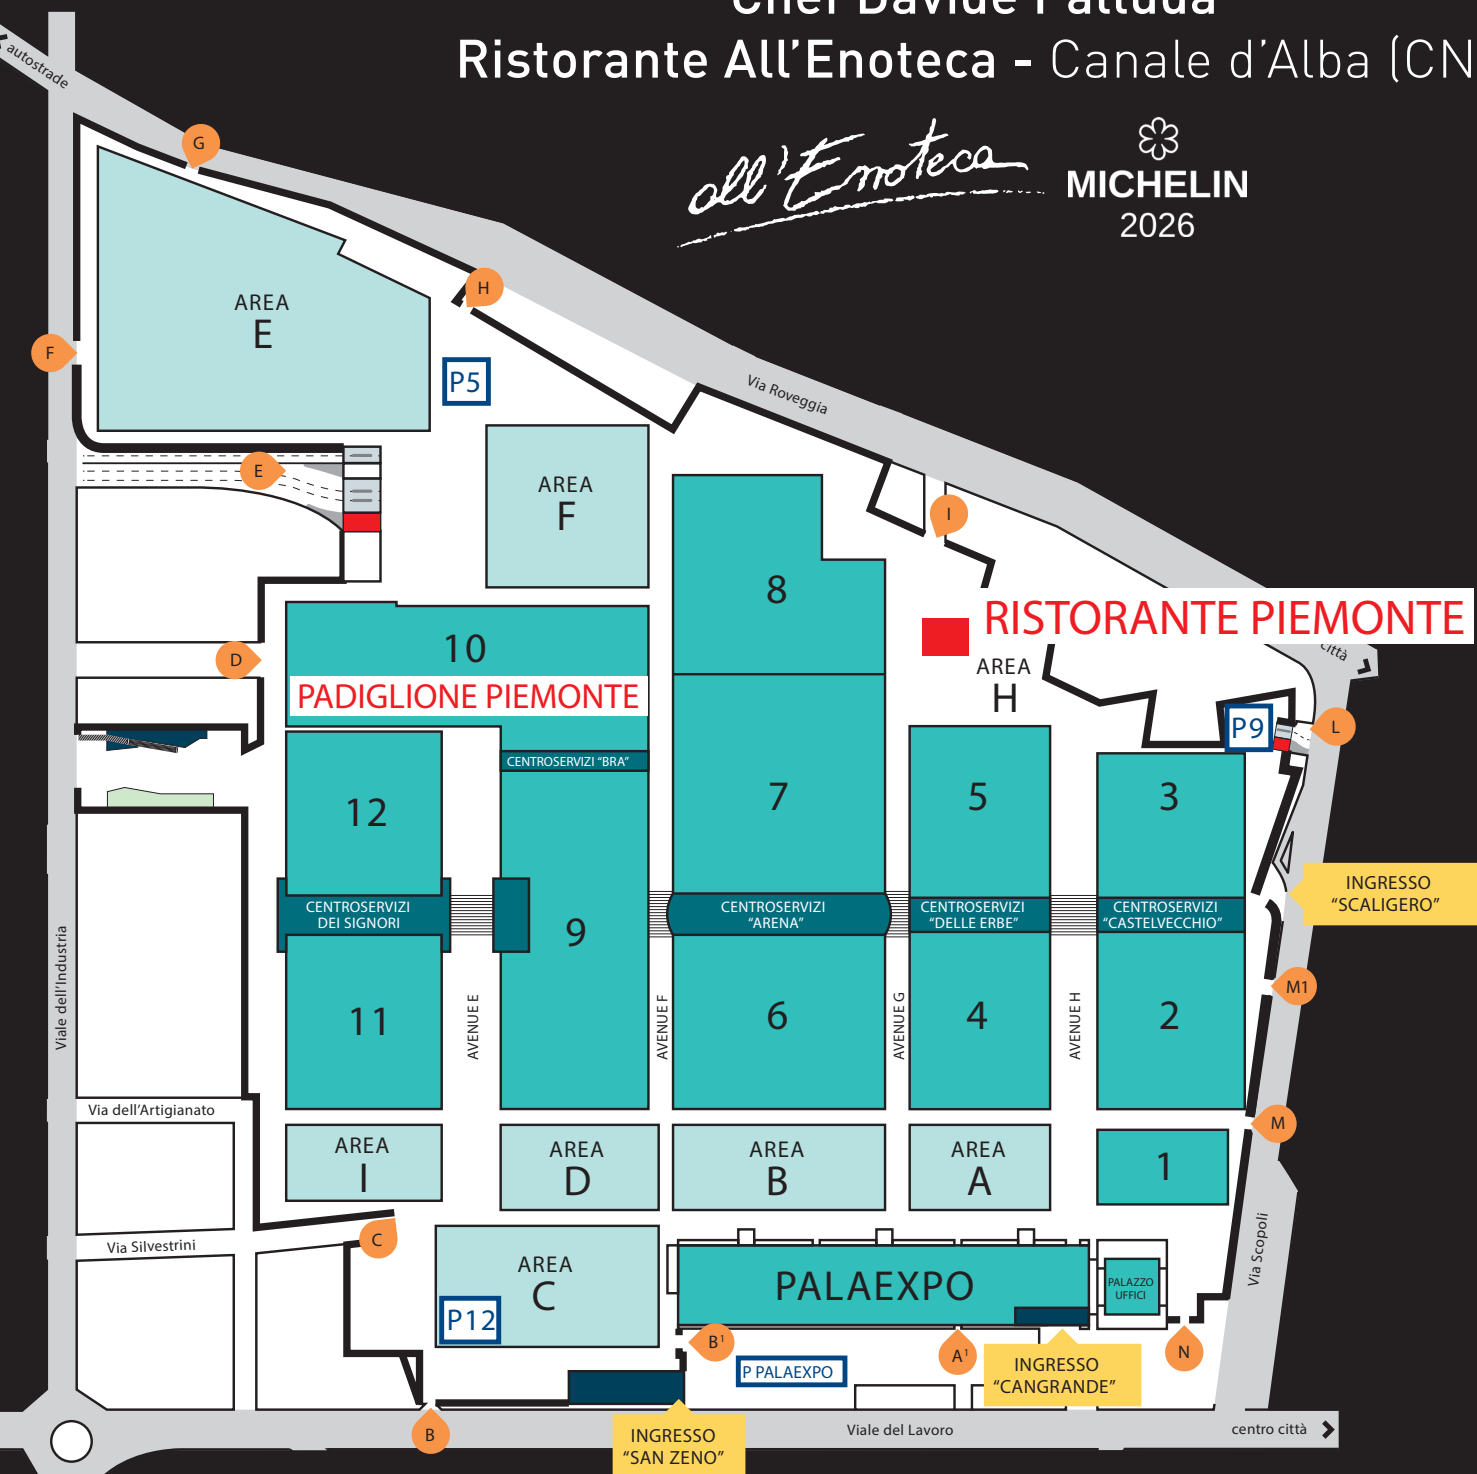 Chef Davide Palluda
Ristorante All'Enoteca - Canale d'Alba (CN
all'Enoteca
MICHELIN
2026
autostrade
G
H
AREA
E
F
P5
Via Roveggia
E
AREA
F
I
8
RISTORANTE PIEMONTE
città
10
D
AREA
H
PADIGLIONE PIEMONTE
P9
L
CENTROSERVIZI "BRA"
12
7
5
3
INGRESSO
"SCALIGERO"
CENTROSERVIZI
DEI SIGNORI
CENTROSERVIZI
"ARENA"
CENTROSERVIZI
"DELLE ERBE"
CENTROSERVIZI
"CASTELVECCHIO"
9
Viale dell'Industria
M1
11
AVENUE E
AVENUE F
6
AVENUE G
4
AVENUE H
2
Via dell'Artigianato
M
AREA
I
AREA
D
AREA
B
AREA
A
1
Via Silvestrini
C
Via Scopoli
AREA
C
PALAEXPO
PALAZZO
UFFICI
P12
B¹
A¹
N
P PALAEXPO
INGRESSO
"CANGRANDE"
B
INGRESSO
"SAN ZENO"
Viale del Lavoro
centro città